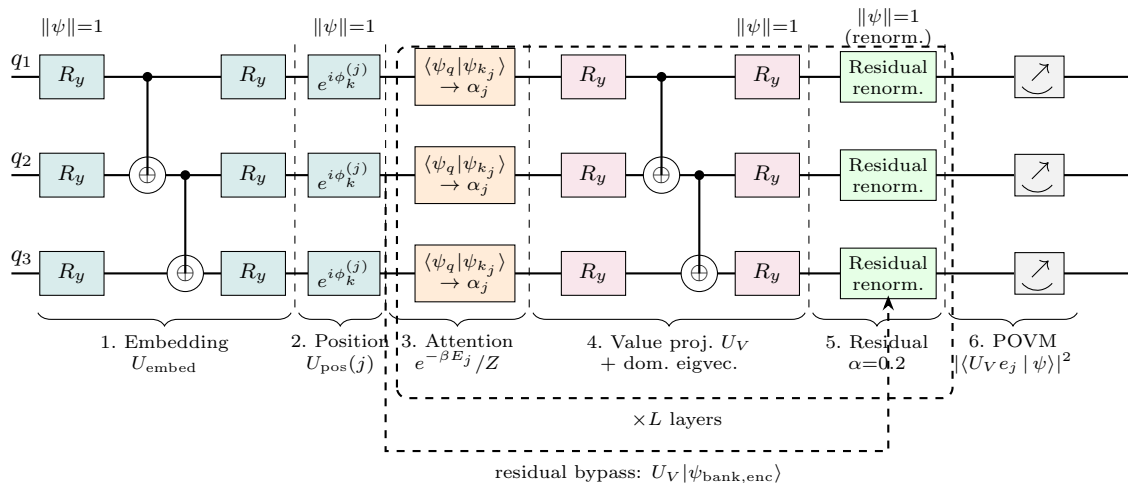 ‖ψ‖=1 ‖ψ‖=1 ‖ψ‖=1 ‖ψ‖=1
(renorm.)
q₁ R_y R_y e^{iφ_k^{(j)}} ⟨ψ_q|ψ_{k_j}⟩ → α_j R_y R_y Residual renorm.
q₂ R_y R_y e^{iφ_k^{(j)}} ⟨ψ_q|ψ_{k_j}⟩ → α_j R_y R_y Residual renorm.
q₃ R_y R_y e^{iφ_k^{(j)}} ⟨ψ_q|ψ_{k_j}⟩ → α_j R_y R_y Residual renorm.
1. Embedding 2. Position 3. Attention 4. Value proj. U_V 5. Residual 6. POVM
U_embed U_pos(j) e^{−βE_j}/Z + dom. eigvec. α=0.2 |⟨U_V e_j | ψ⟩|²
×L layers
residual bypass: U_V|ψ_{bank,enc}⟩